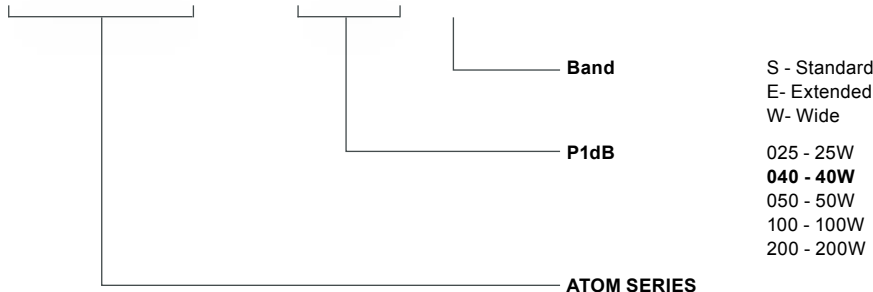 Band
S - Standard
E- Extended
W- Wide
P1dB
025 - 25W
040 - 40W
050 - 50W
100 - 100W
200 - 200W
ATOM SERIES